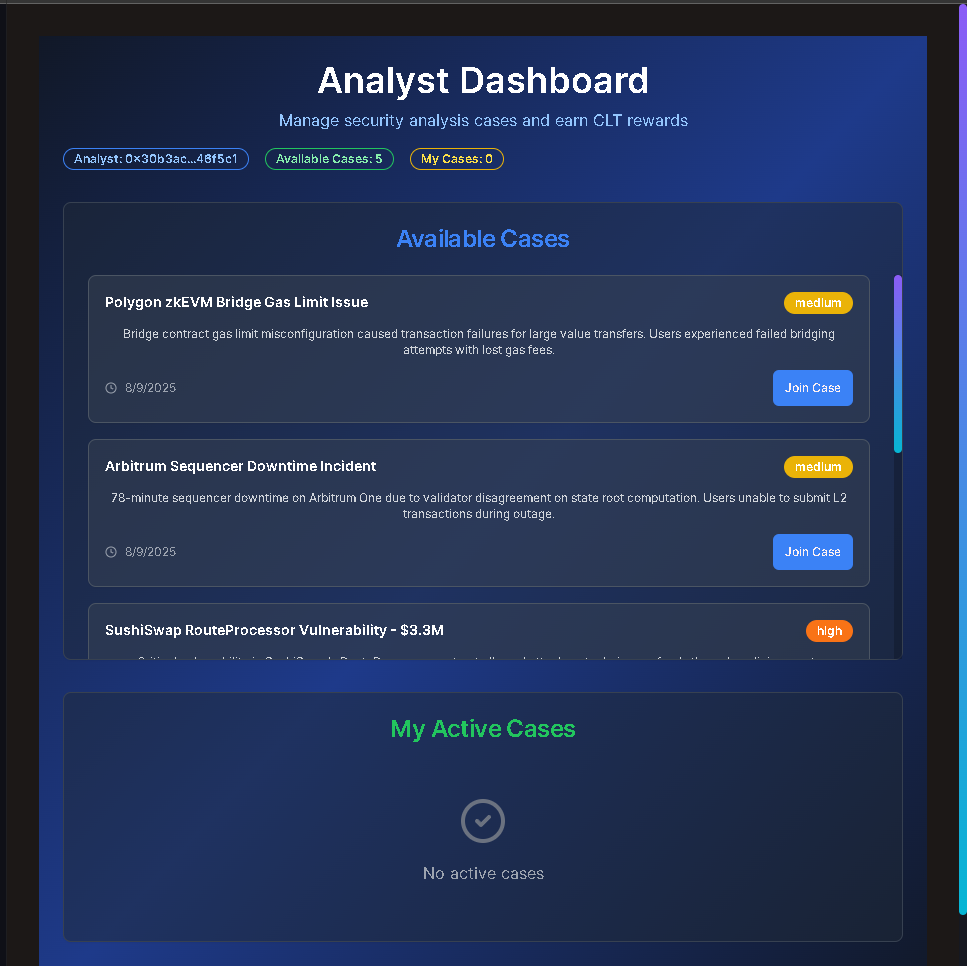 Analyst Dashboard
Manage security analysis cases and earn CLT rewards
Analyst: 0x30b3ac...46f5c1
Available Cases: 5
My Cases: 0
Available Cases
Polygon zkEVM Bridge Gas Limit Issue
medium
Bridge contract gas limit misconfiguration caused transaction failures for large value transfers. Users experienced failed bridging
attempts with lost gas fees.
8/9/2025
Join Case
Arbitrum Sequencer Downtime Incident
medium
78-minute sequencer downtime on Arbitrum One due to validator disagreement on state root computation. Users unable to submit L2
transactions during outage.
8/9/2025
Join Case
SushiSwap RouteProcessor Vulnerability - $3.3M
high
My Active Cases
No active cases